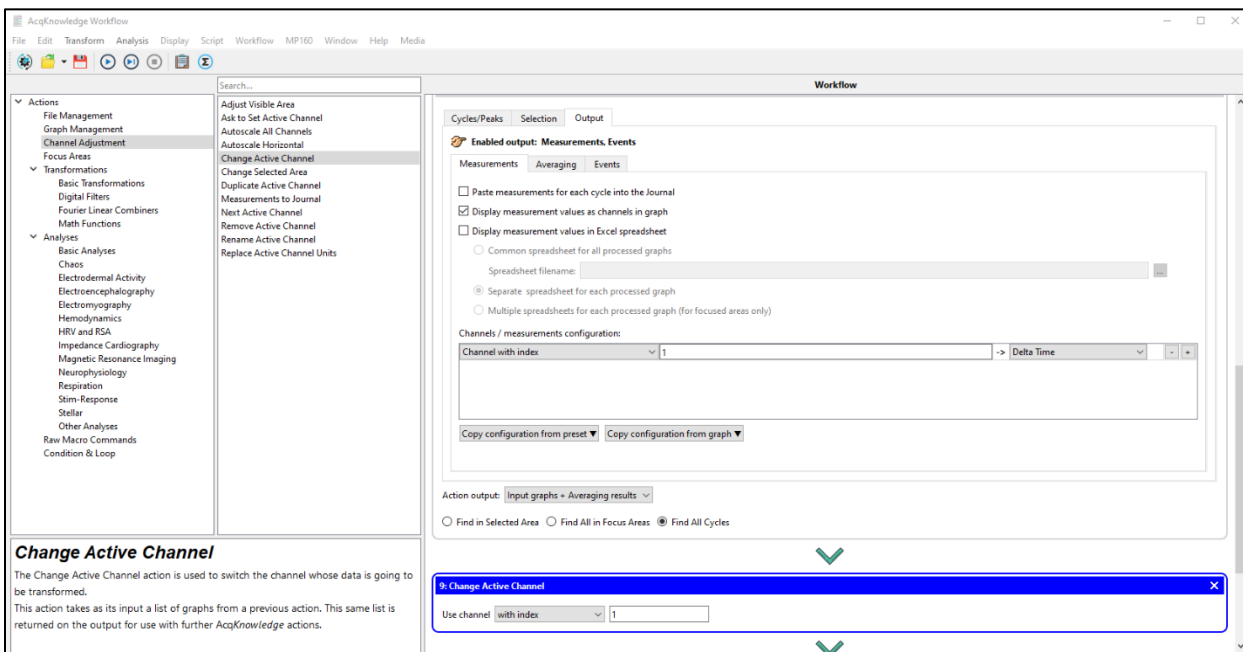 AcqKnowledge Workflow
File Edit Transform Analysis Display Script Workflow MP160 Window Help Media
Search...
Workflow
Actions
File Management
Graph Management
Channel Adjustment
Focus Areas
Transformations
Basic Transformations
Digital Filters
Fourier Linear Combiners
Math Functions
Analyses
Basic Analyses
Chaos
Electrodermal Activity
Electroencephalography
Electromyography
Hemodynamics
HRV and RSA
Impedance Cardiography
Magnetic Resonance Imaging
Neurophysiology
Respiration
Stim-Response
Stellar
Other Analyses
Raw Macro Commands
Condition & Loop
Adjust Visible Area
Ask to Set Active Channel
Autoscale All Channels
Autoscale Horizontal
Change Active Channel
Change Selected Area
Duplicate Active Channel
Measurements to Journal
Next Active Channel
Remove Active Channel
Rename Active Channel
Replace Active Channel Units
Change Active Channel
The Change Active Channel action is used to switch the channel whose data is going to
be transformed.
This action takes as its input a list of graphs from a previous action. This same list is
returned on the output for use with further AcqKnowledge actions.
Cycles/Peaks Selection Output
Enabled output: Measurements, Events
Measurements Averaging Events
Paste measurements for each cycle into the Journal
Display measurement values as channels in graph
Display measurement values in Excel spreadsheet
Common spreadsheet for all processed graphs
Spreadsheet filename: ...
Separate spreadsheet for each processed graph
Multiple spreadsheets for each processed graph (for focused areas only)
Channels / measurements configuration:
Channel with index 1 -> Delta Time - +
Copy configuration from preset ▼ Copy configuration from graph ▼
Action output: Input graphs + Averaging results
Find in Selected Area Find All in Focus Areas Find All Cycles
9: Change Active Channel X
Use channel with index 1